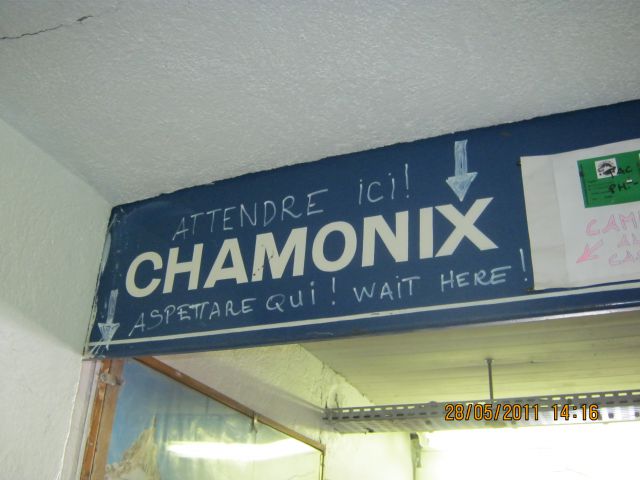 ATTENDRE ici!
CHAMONIX
ASPETTARE QUI! WAIT HERE!
28/05/2011 14:16